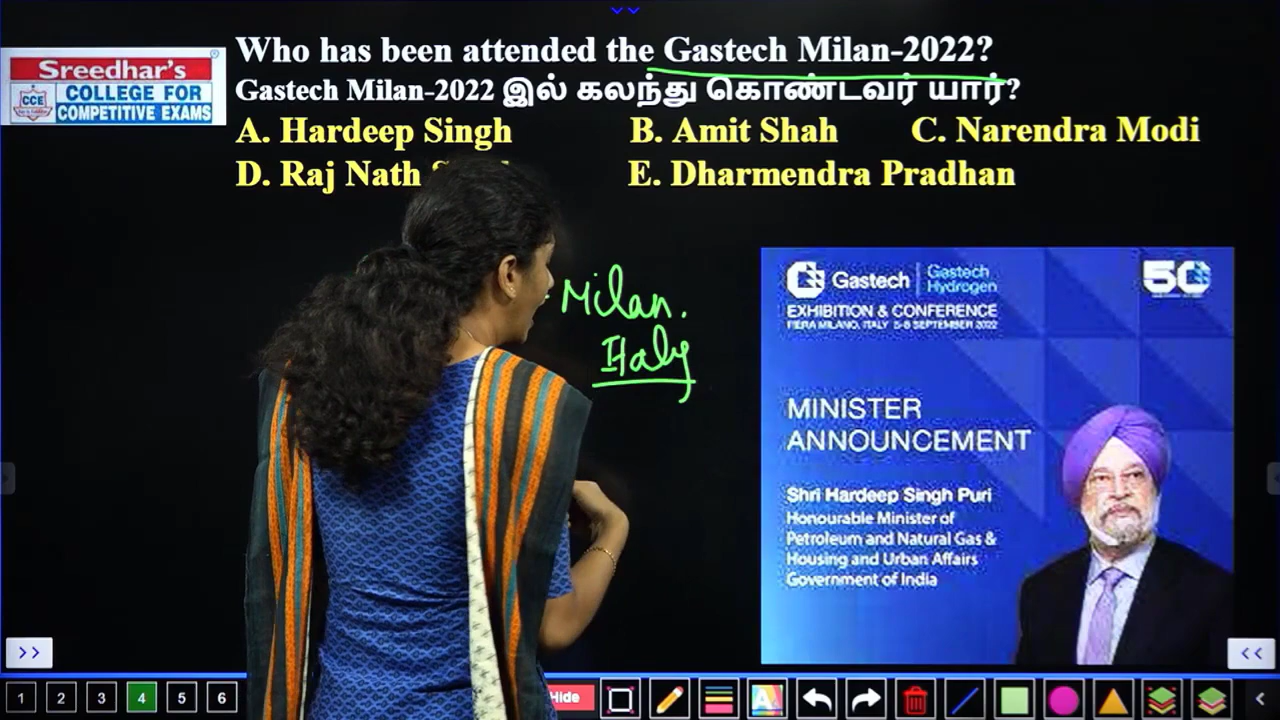 Who has been attended the Gastech Milan-2022?
Sreedhar's
CCE
COLLEGE FOR
COMPETITIVE EXAMS
Gastech Milan-2022 இல் கலந்து கொண்டவர் யார்?
A. Hardeep Singh B. Amit Shah C. Narendra Modi
D. Raj Nath E. Dharmendra Pradhan
Milan.
Italy
Gastech Gastech
Hydrogen
50
EXHIBITION & CONFERENCE
FIERA MILANO, ITALY 5-8 SEPTEMBER 2022
MINISTER
ANNOUNCEMENT
Shri Hardeep Singh Puri
Honourable Minister of
Petroleum and Natural Gas &
Housing and Urban Affairs
Government of India
>> <<
1 2 3 4 5 6 Hide A